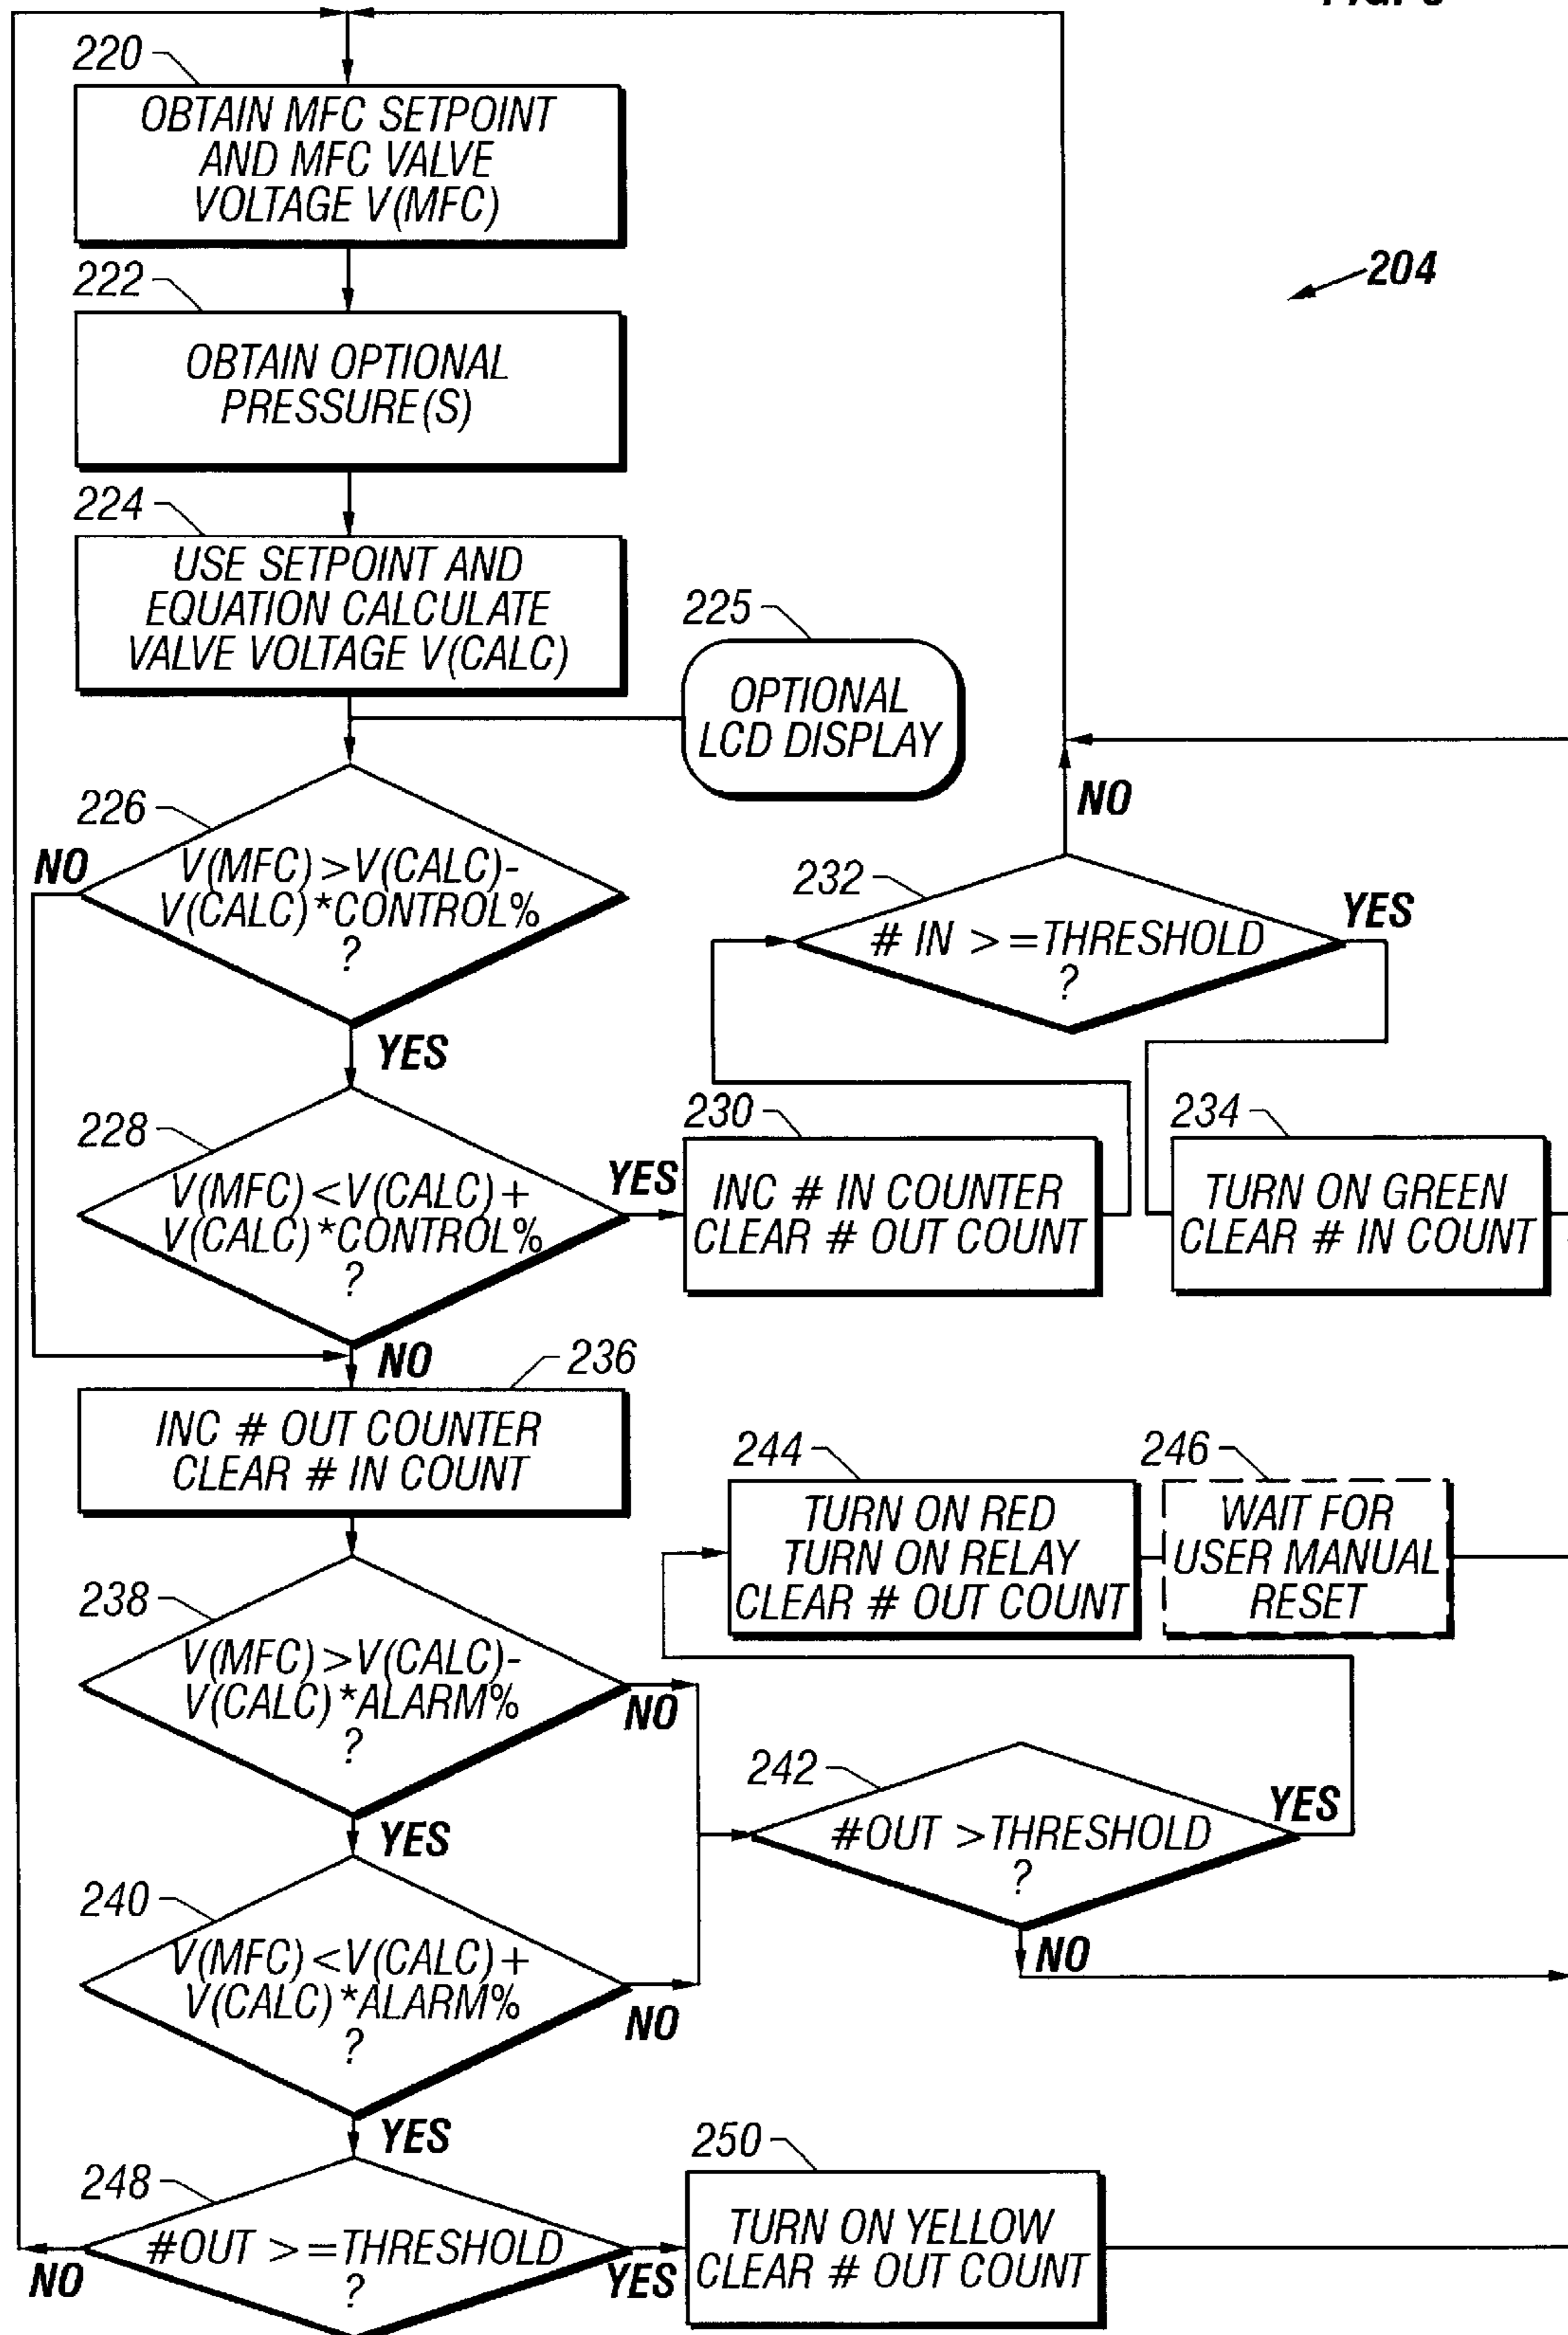 220
OBTAIN MFC SETPOINT
AND MFC VALVE
VOLTAGE V(MFC)
204
222
OBTAIN OPTIONAL
PRESSURE(S)
224
USE SETPOINT AND
EQUATION CALCULATE
VALVE VOLTAGE V(CALC)
225
OPTIONAL
LCD DISPLAY
226
NO
V(MFC)>V(CALC)-
V(CALC)*CONTROL%
?
YES
NO
232
# IN >=THRESHOLD
?
YES
228
V(MFC)<V(CALC)+
V(CALC)*CONTROL%
?
YES
NO
230
INC # IN COUNTER
CLEAR # OUT COUNT
234
TURN ON GREEN
CLEAR # IN COUNT
236
INC # OUT COUNTER
CLEAR # IN COUNT
244
TURN ON RED
TURN ON RELAY
CLEAR # OUT COUNT
246
WAIT FOR
USER MANUAL
RESET
238
V(MFC)>V(CALC)-
V(CALC)*ALARM%
?
NO
YES
242
#OUT >THRESHOLD
?
YES
NO
240
V(MFC)<V(CALC)+
V(CALC)*ALARM%
?
NO
YES
248
#OUT >=THRESHOLD
?
NO
YES
250
TURN ON YELLOW
CLEAR # OUT COUNT